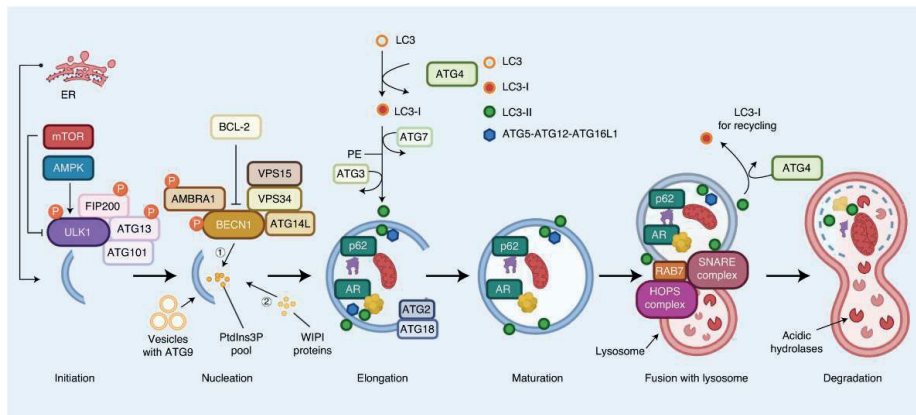 ER
mTOR
AMPK
P
FIP200
P
P
ULK1
ATG13
ATG101
Initiation
BCL-2
P
VPS15
AMBRA1
VPS34
P
BECN1
ATG14L
①
②
Vesicles
with ATG9
PtdIns3P
pool
WIPI
proteins
Nucleation
LC3
ATG4
LC3-I
ATG7
PE
ATG3
p62
AR
ATG2
ATG18
Elongation
LC3
LC3-I
LC3-II
ATG5-ATG12-ATG16L1
p62
AR
Maturation
LC3-I
for recycling
ATG4
p62
AR
RAB7
SNARE
complex
HOPS
complex
Lysosome
Fusion with lysosome
Acidic
hydrolases
Degradation